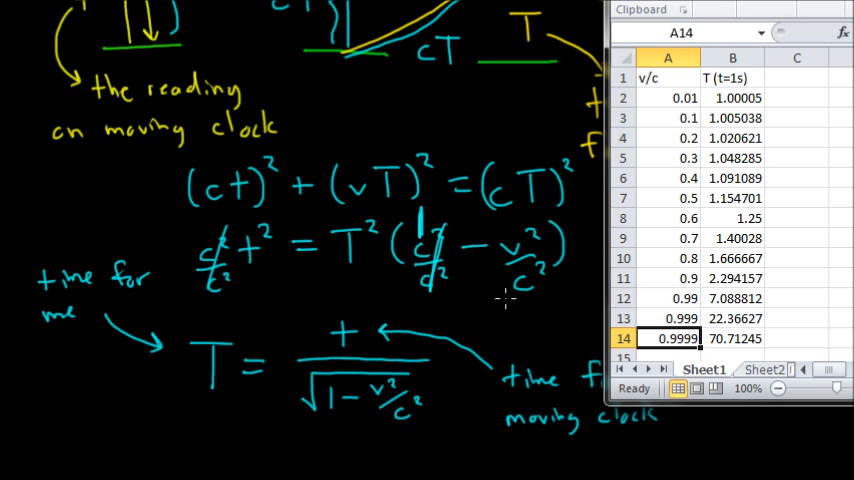 CT
T
CT
the reading
on moving clock
(ct)² + (vT)² = (cT)²
1
c²/c² t² = T² (c²/c² − v²/c²)
time for
me
T = t/√(1 − v²/c²)
time f
moving clock
Clipboard
A14 fx
A B C
1 v/c T (t=1s)
2 0.01 1.00005
3 0.1 1.005038
4 0.2 1.020621
5 0.3 1.048285
6 0.4 1.091089
7 0.5 1.154701
8 0.6 1.25
9 0.7 1.40028
10 0.8 1.666667
11 0.9 2.294157
12 0.99 7.088812
13 0.999 22.36627
14 0.9999 70.71245
15
Sheet1 Sheet2
Ready 100%